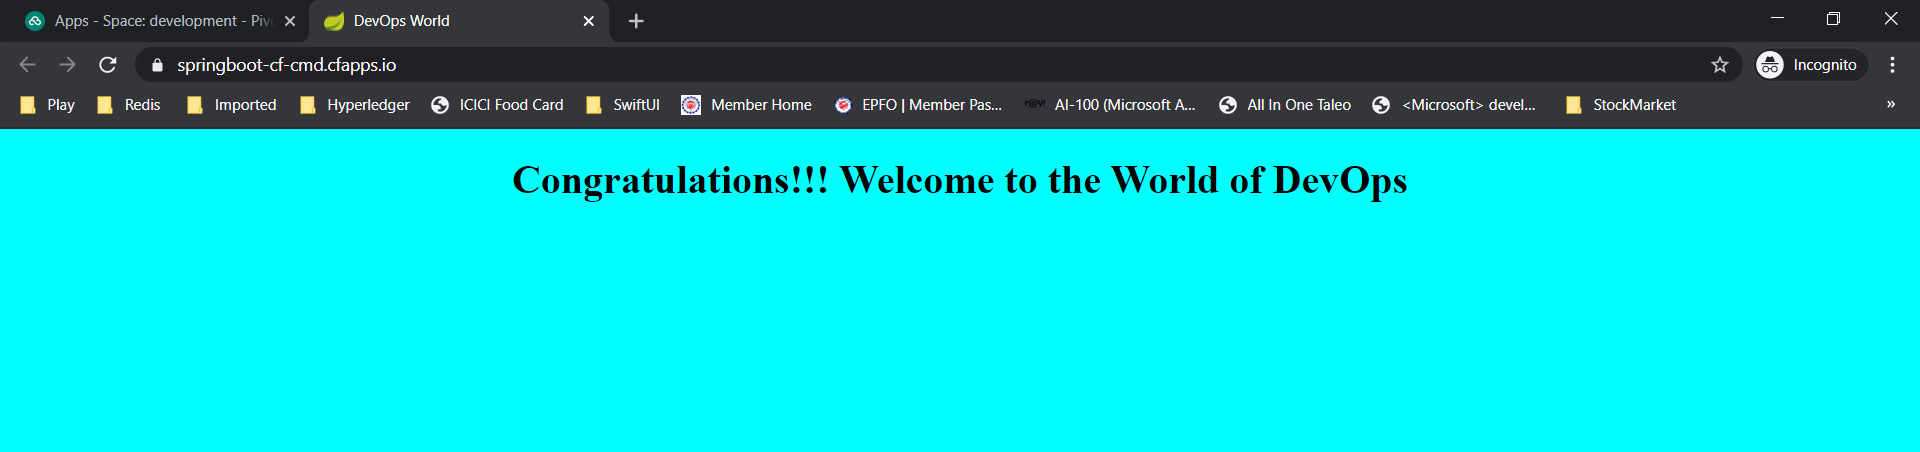 Apps - Space: development - Piv
DevOps World
springboot-cf-cmd.cfapps.io
Incognito
Play Redis Imported Hyperledger ICICI Food Card SwiftUI Member Home EPFO | Member Pas... AI-100 (Microsoft A... All In One Taleo <Microsoft> devel... StockMarket »
Congratulations!!! Welcome to the World of DevOps